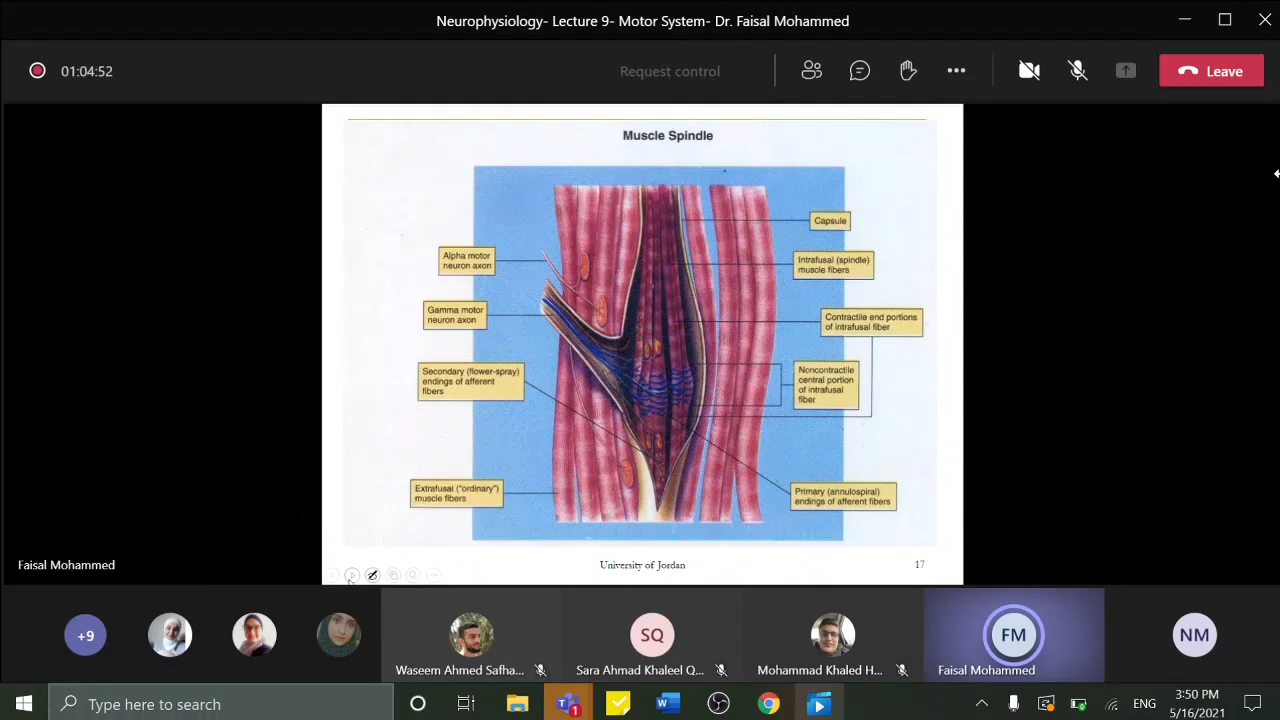 Neurophysiology- Lecture 9- Motor System- Dr. Faisal Mohammed
01:04:52
Request control
Leave
Muscle Spindle
Capsule
Alpha motor
neuron axon
Intrafusal (spindle)
muscle fibers
Gamma motor
neuron axon
Contractile end portions
of intrafusal fiber
Secondary (flower-spray)
endings of afferent
fibers
Noncontractile
central portion
of intrafusal
fiber
Extrafusal ("ordinary")
muscle fibers
Primary (annulospiral)
endings of afferent fibers
University of Jordan
17
Faisal Mohammed
+9
SQ
FM
NM
Waseem Ahmed Safha...
Sara Ahmad Khaleel Q...
Mohammad Khaled H...
Faisal Mohammed
Type here to search
1
ENG
3:50 PM
5/16/2021